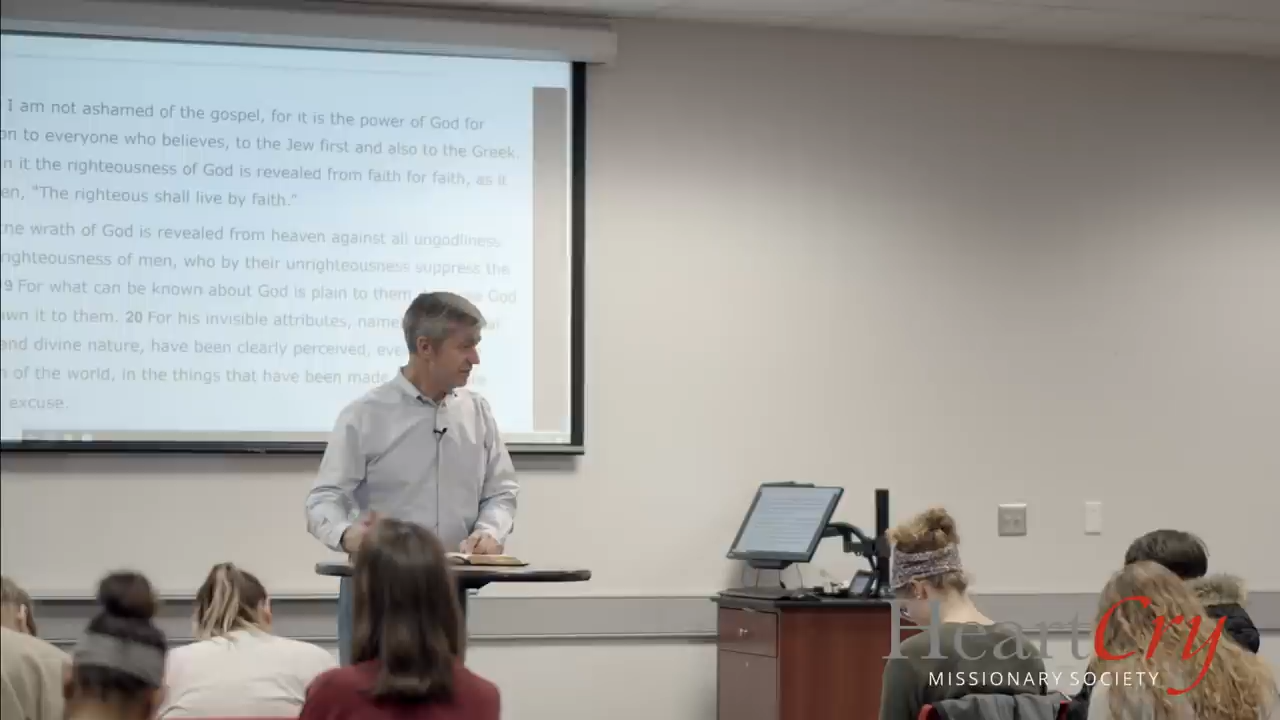 I am not ashamed of the gospel, for it is the power of God for
on to everyone who believes, to the Jew first and also to the Greek.
n it the righteousness of God is revealed from faith for faith, as it
en, "The righteous shall live by faith."
he wrath of God is revealed from heaven against all ungodliness
nrighteousness of men, who by their unrighteousness suppress the
9 For what can be known about God is plain to them, God
wn it to them. 20 For his invisible attributes, name
and divine nature, have been clearly perceived, eve
n of the world, in the things that have been made
excuse.
HeartCry
MISSIONARY SOCIETY